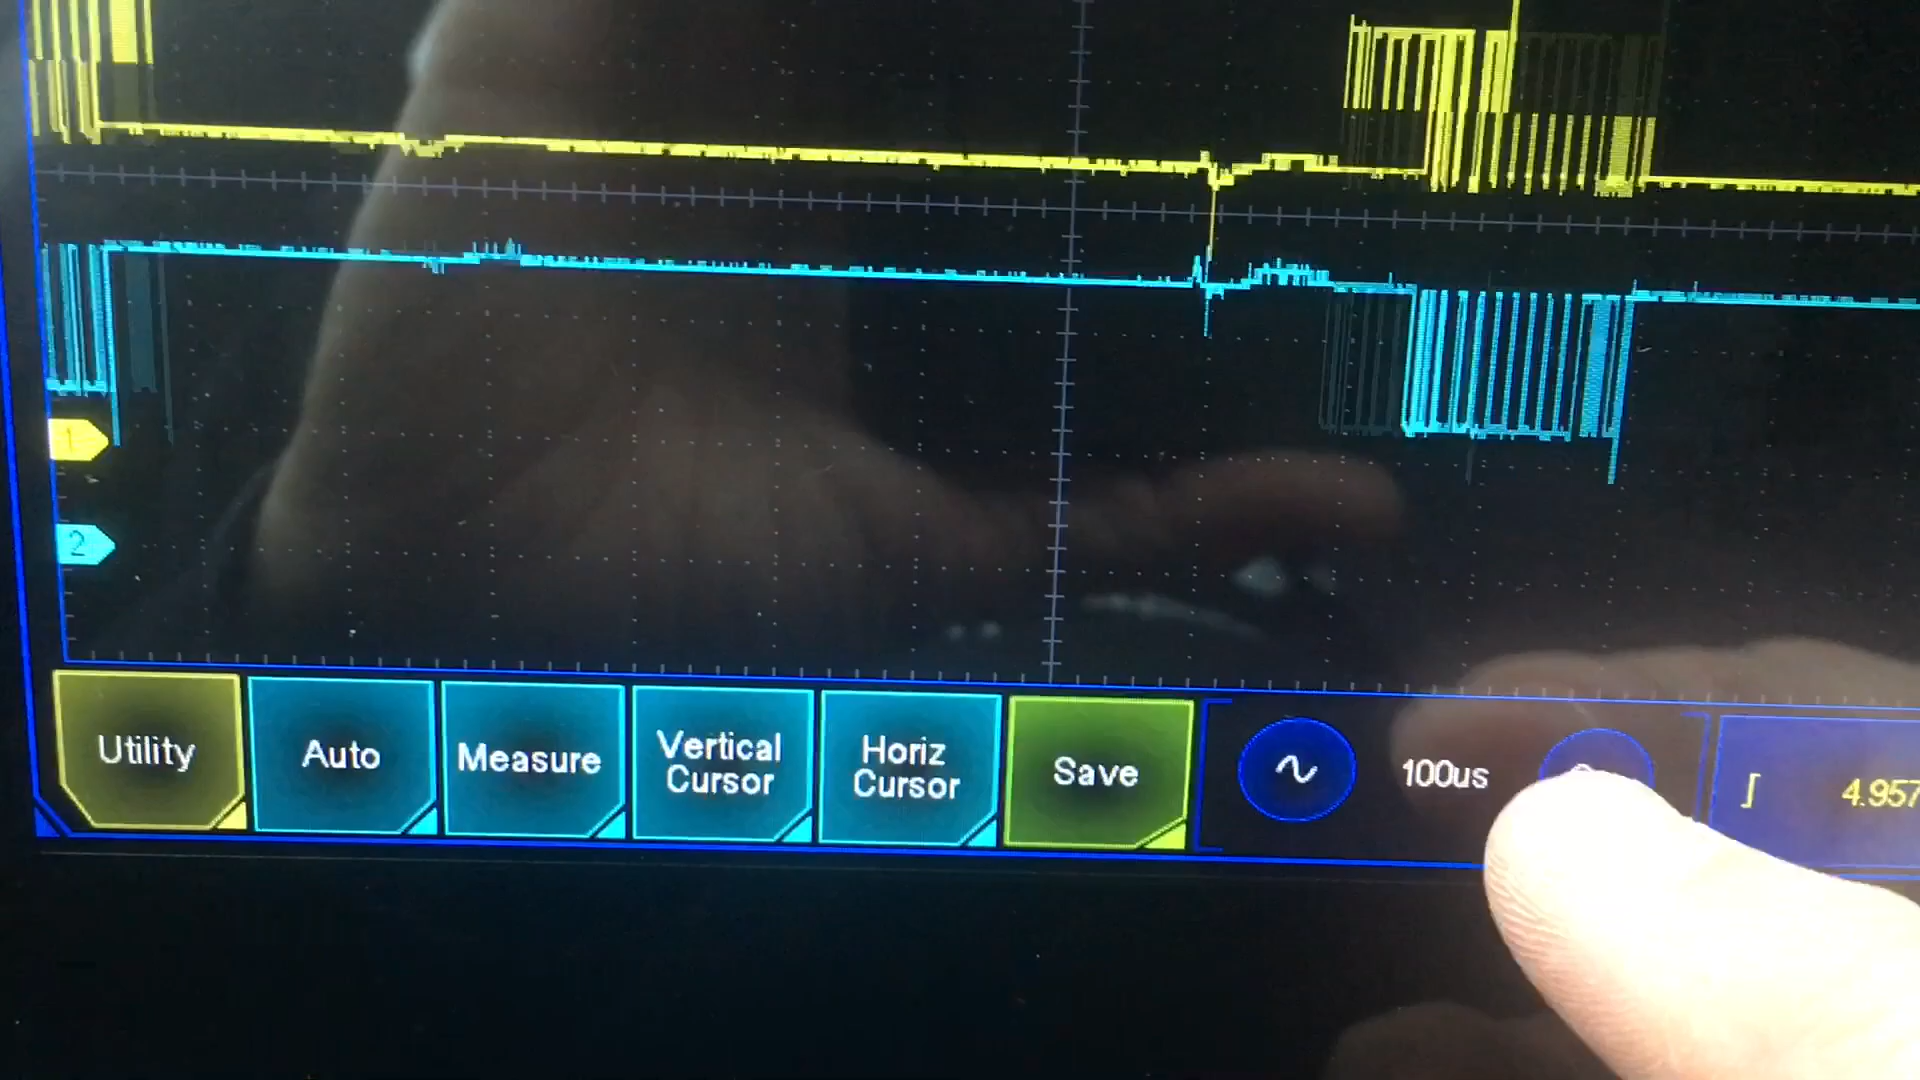 1
2
Utility
Auto
Measure
Vertical
Cursor
Horiz
Cursor
Save
100us
4.957